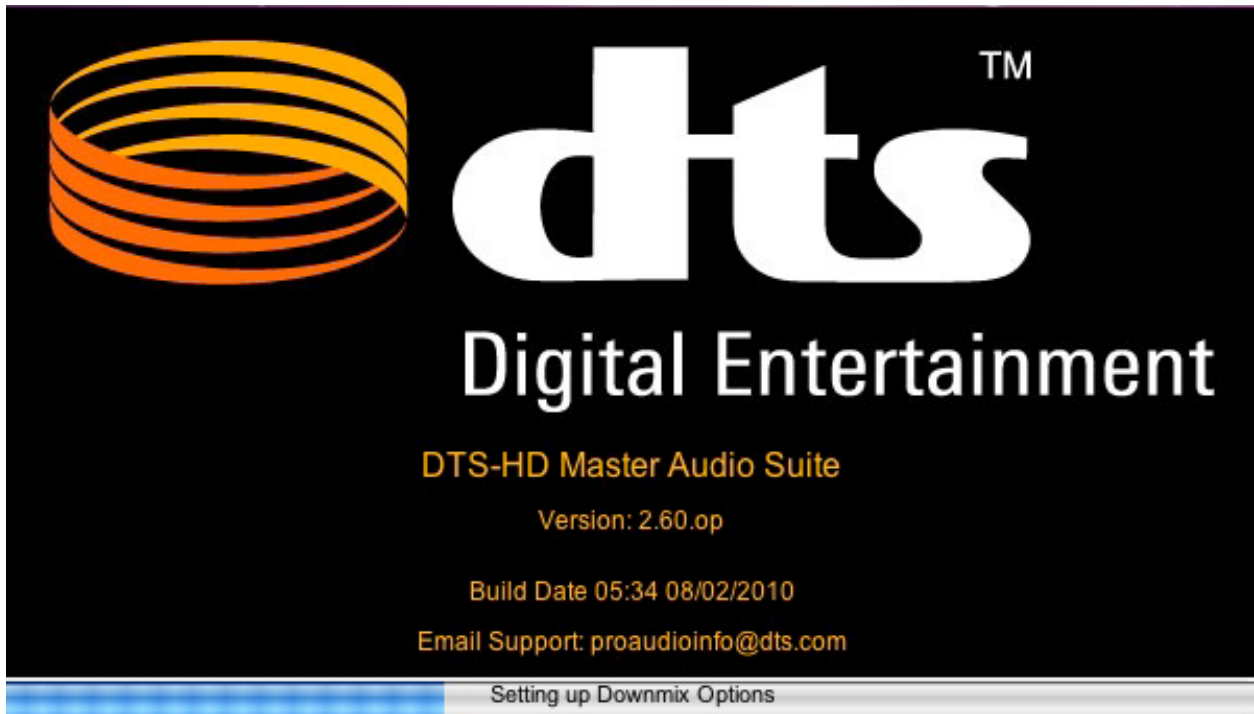 dts TM
Digital Entertainment
DTS-HD Master Audio Suite
Version: 2.60.op
Build Date 05:34 08/02/2010
Email Support: proaudioinfo@dts.com
Setting up Downmix Options